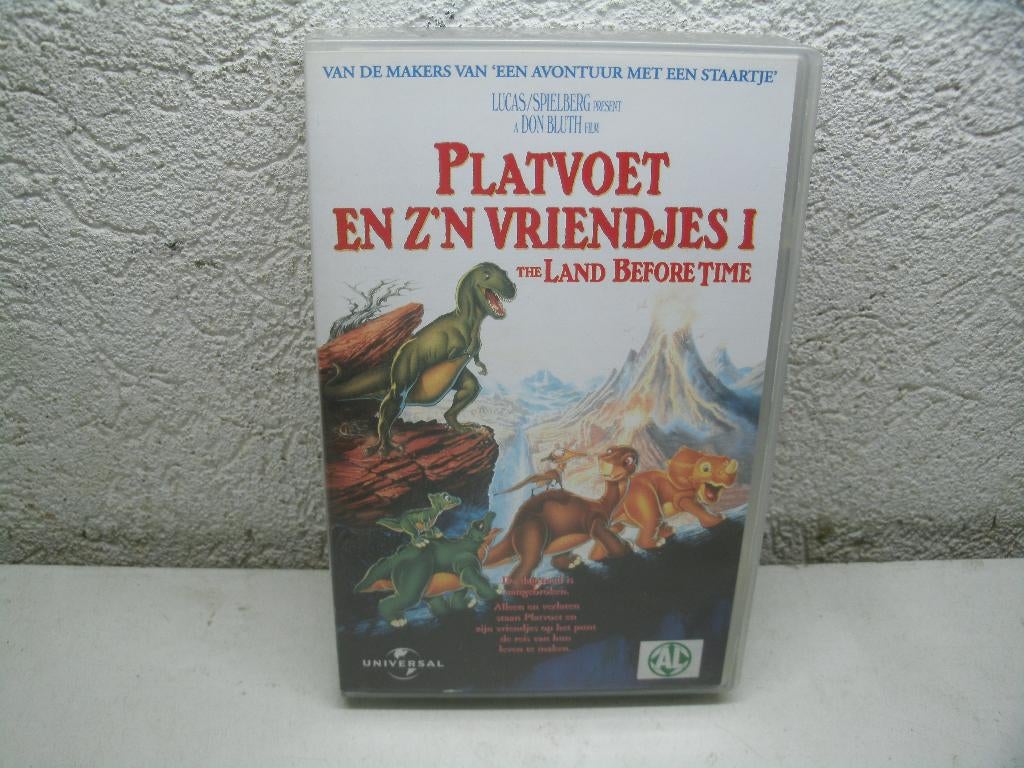 VAN DE MAKERS VAN 'EEN AVONTUUR MET EEN STAARTJE'
LUCAS/SPIELBERG PRESENT
A DON BLUTH FILM
PLATVOET
EN Z'N VRIENDJES I
THE LAND BEFORE TIME
is
aangebroken.
Alleen en verlaten
staan Platvoet en
zijn vriendjes op het punt
de reis van hun
leven te maken.
UNIVERSAL
AL